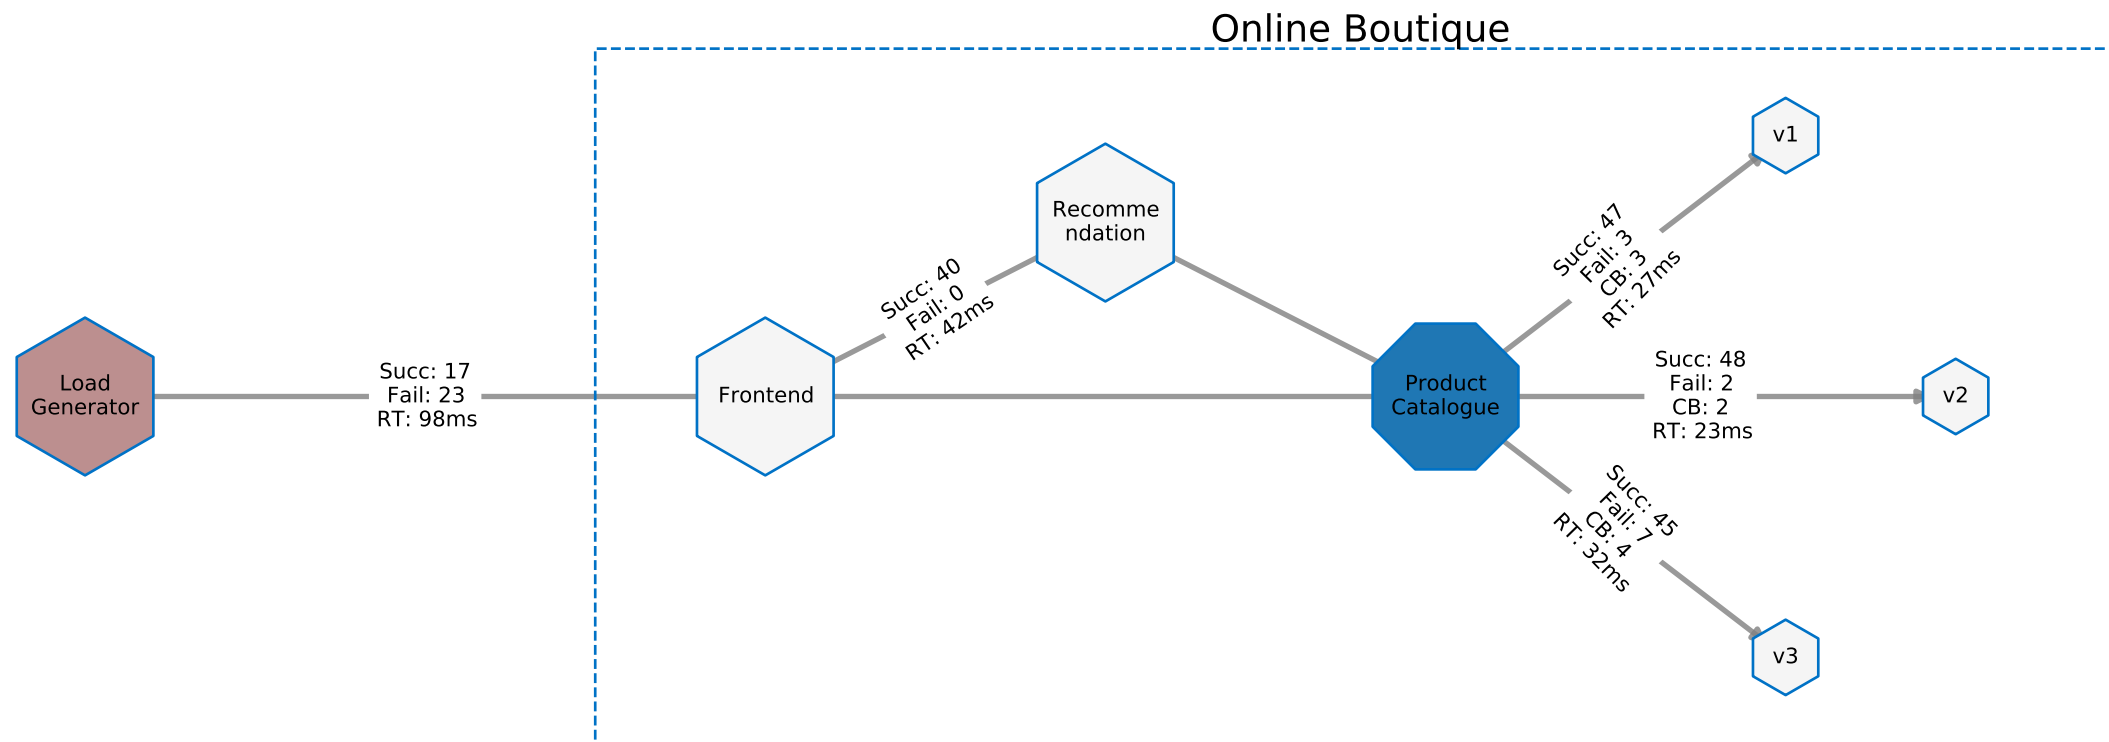 Online Boutique
Load
Generator
Succ: 17
Fail: 23
RT: 98ms
Frontend
Succ: 40
Fail: 0
RT: 42ms
Recomme
ndation
Product
Catalogue
Succ: 47
Fail: 3
CB: 3
RT: 27ms
v1
Succ: 48
Fail: 2
CB: 2
RT: 23ms
v2
Succ: 45
Fail: 7
CB: 4
RT: 32ms
v3